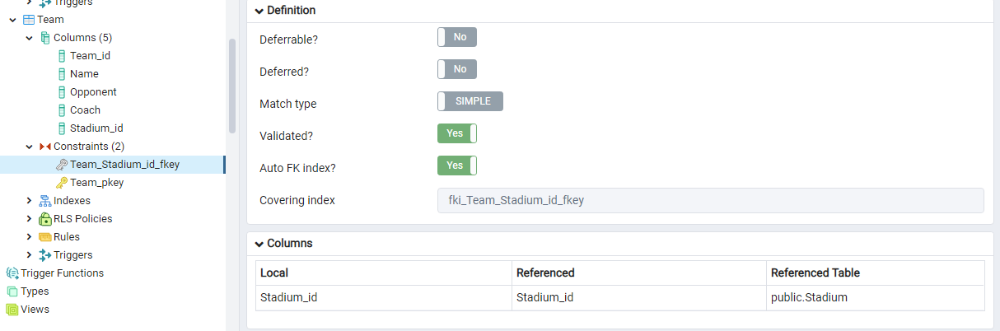 Triggers
Team
Columns (5)
Team_id
Name
Opponent
Coach
Stadium_id
Constraints (2)
Team_Stadium_id_fkey
Team_pkey
Indexes
RLS Policies
Rules
Triggers
Trigger Functions
Types
Views
Definition
Deferrable? No
Deferred? No
Match type SIMPLE
Validated? Yes
Auto FK index? Yes
Covering index fki_Team_Stadium_id_fkey
Columns
Local Referenced Referenced Table
Stadium_id Stadium_id public.Stadium